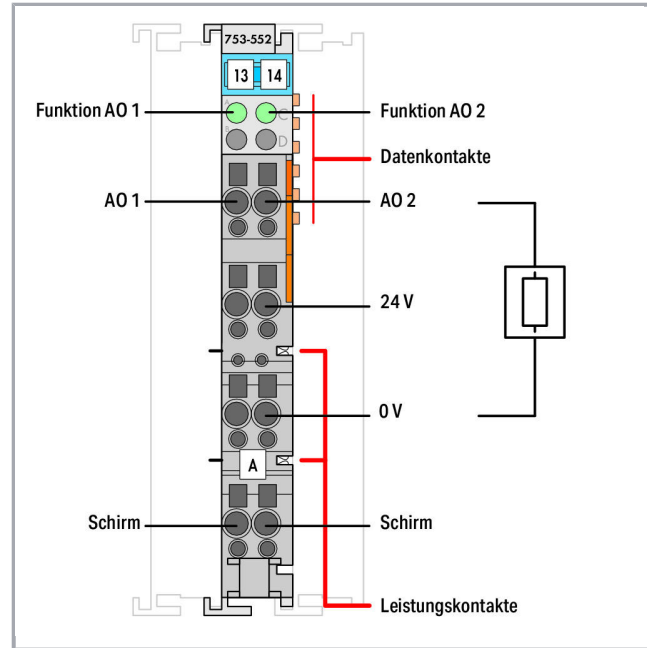 753-552
13 14
Funktion AO 1
A C
Funktion AO 2
B D
Datenkontakte
AO 1
AO 2
24 V
0 V
A
Schirm
Schirm
Leistungskontakte